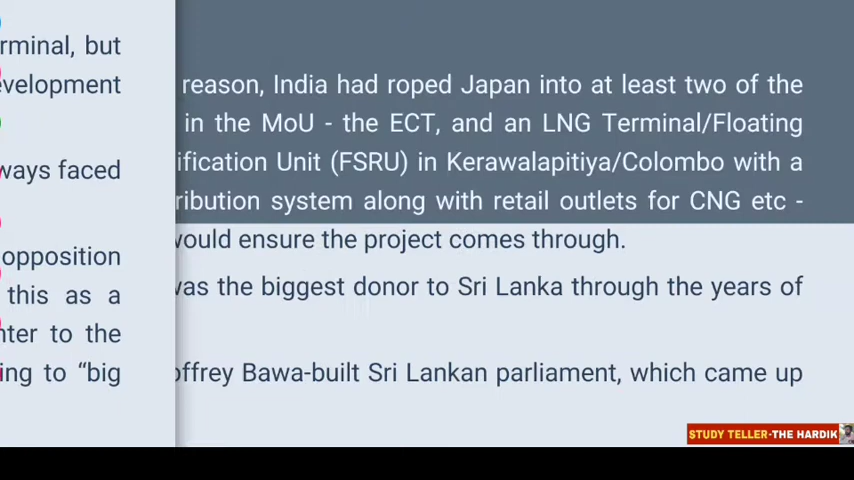 rminal, but
evelopment
ways faced
opposition
this as a
nter to the
ing to “big
reason, India had roped Japan into at least two of the
in the MoU - the ECT, and an LNG Terminal/Floating
ification Unit (FSRU) in Kerawalapitiya/Colombo with a
ribution system along with retail outlets for CNG etc -
would ensure the project comes through.
was the biggest donor to Sri Lanka through the years of
offrey Bawa-built Sri Lankan parliament, which came up
STUDY TELLER-THE HARDIK